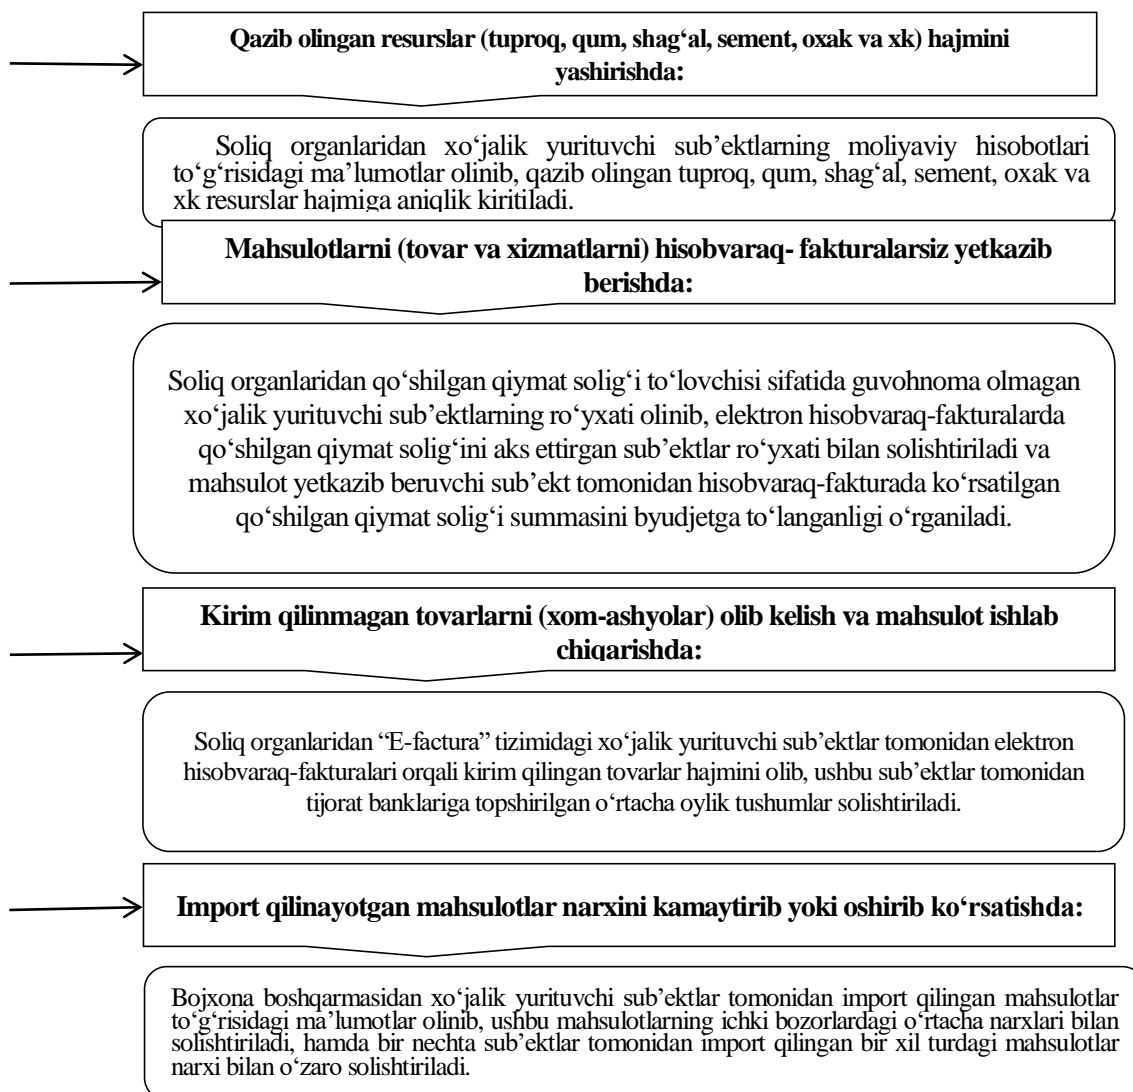 Qazib olingan resurslar (tuproq, qum, shag‘al, sement, oxak va xk) hajmini
yashirishda:
Soliq organlaridan xo‘jalik yurituvchi sub’ektlarning moliyaviy hisobotlari
to‘g‘risidagi ma’lumotlar olinib, qazib olingan tuproq, qum, shag‘al, sement, oxak va
xk resurslar hajmiga aniqlik kiritiladi.
Mahsulotlarni (tovar va xizmatlarni) hisobvaraq- fakturalarsiz yetkazib
berishda:
Soliq organlaridan qo‘shilgan qiymat solig‘i to‘lovchisi sifatida guvohnoma olmagan
xo‘jalik yurituvchi sub’ektlarning ro‘yxati olinib, elektron hisobvaraq-fakturalarda
qo‘shilgan qiymat solig‘ini aks ettirgan sub’ektlar ro‘yxati bilan solishtiriladi va
mahsulot yetkazib beruvchi sub’ekt tomonidan hisobvaraq-fakturada ko‘rsatilgan
qo‘shilgan qiymat solig‘i summasini byudjetga to‘langanligi o‘rganiladi.
Kirim qilinmagan tovarlarni (xom-ashyolar) olib kelish va mahsulot ishlab
chiqarishda:
Soliq organlaridan “E-factura” tizimidagi xo‘jalik yurituvchi sub’ektlar tomonidan elektron
hisobvaraq-fakturalari orqali kirim qilingan tovarlar hajmini olib, ushbu sub’ektlar tomonidan
tijorat banklariga topshirilgan o‘rtacha oylik tushumlar solishtiriladi.
Import qilinayotgan mahsulotlar narxini kamaytirib yoki oshirib ko‘rsatishda:
Bojxona boshqarmasidan xo‘jalik yurituvchi sub’ektlar tomonidan import qilingan mahsulotlar
to‘g‘risidagi ma’lumotlar olinib, ushbu mahsulotlarning ichki bozorlardagi o‘rtacha narxlari bilan
solishtiriladi, hamda bir nechta sub’ektlar tomonidan import qilingan bir xil turdagi mahsulotlar
narxi bilan o‘zaro solishtiriladi.